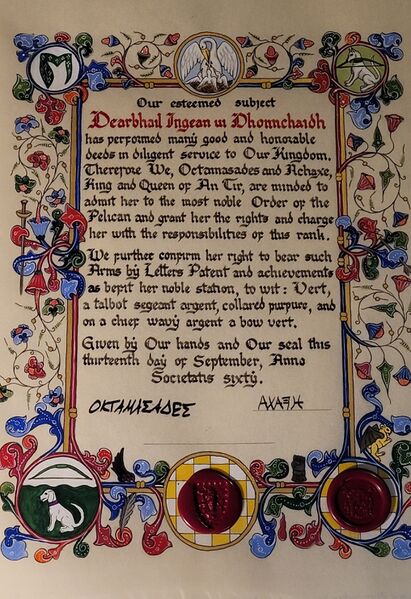 Our esteemed subject
Dearbhail Ingean ui Dhonnchaidh
has performed many good and honorable
deeds in diligent service to Our Kingdom.
Therefore We, Octamasades and Achaxe,
King and Queen of An Tir, are minded to
admit her to the most noble Order of the
Pelican and grant her the rights and charge
her with the responsibilities of this rank.
We further confirm her right to bear such
Arms by Letters Patent and achievements
as befit her noble station, to wit: Vert,
a talbot segeant argent, collared purpure, and
on a chief wavy argent a bow vert.
Given by Our hands and Our seal this
thirteenth day of September, Anno
Societatis sixty.
ΟΚΤΑΜΑΣΑΔΕΣ ΑΧΑΞΗ